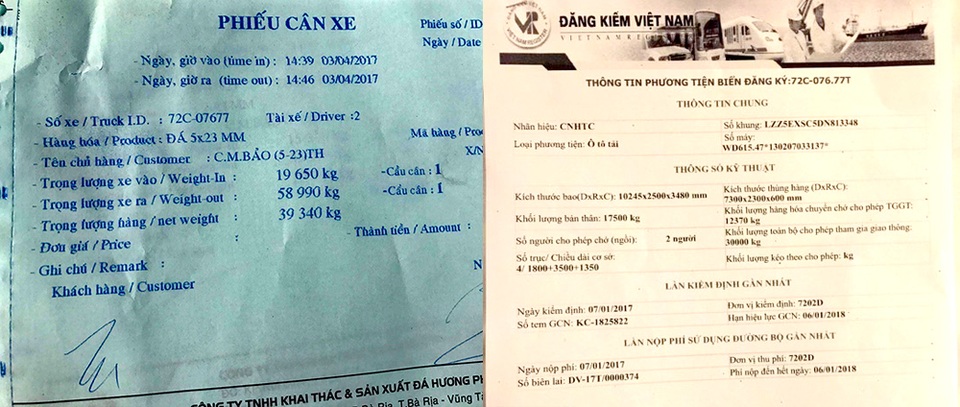 PHIẾU CÂN XE
Phiếu số / ID
Ngày / Date
- Ngày, giờ vào (time in) : 14:39 03/04/2017
- Ngày, giờ ra (time out) : 14:46 03/04/2017
- Số xe / Truck I.D. : 72C-07677 Tài xế / Driver : 2
- Hàng hóa / Product : ĐÁ 5x23 MM Mã hàng / Prod
- Tên chủ hàng / Customer : C.M.BẢO (5-23)TH X/N
- Trọng lượng xe vào / Weight-In : 19 650 kg -Cầu cân : 1
- Trọng lượng xe ra / Weight-out : 58 990 kg -Cầu cân : 1
- Trọng lượng hàng / net weight : 39 340 kg
- Đơn giá / Price : - Thành tiền / Amount :
- Ghi chú / Remark :
Khách hàng / Customer N
CÔNG TY TNHH KHAI THÁC & SẢN XUẤT ĐÁ HƯƠNG PH
Bà Rịa, T.Bà Rịa - Vũng Tà
VR
VIETNAM REGISTER
ĐĂNG KIỂM VIỆT NAM
VIETNAM REGISTER
THÔNG TIN PHƯƠNG TIỆN BIỂN ĐĂNG KÝ:72C-076.77T
THÔNG TIN CHUNG
Nhãn hiệu: CNHTC
Số khung: LZZ5EXSC5DN813348
Loại phương tiện: Ô tô tải
Số máy:
WD615.47*130207033137*
THÔNG SỐ KỸ THUẬT
Kích thước bao(DxRxC): 10245x2500x3480 mm
Kích thước thùng hàng (DxRxC):
7300x2300x600 mm
Khối lượng bản thân: 17500 kg
Khối lượng hàng hóa chuyên chở cho phép TGGT:
12370 kg
Số người cho phép chở (ngồi): 2 người
Khối lượng toàn bộ cho phép tham gia giao thông:
30000 kg
Số trục/ Chiều dài cơ sở:
4/ 1800+3500+1350
Khối lượng kéo theo cho phép: kg
LẦN KIỂM ĐỊNH GẦN NHẤT
Ngày kiểm định: 07/01/2017
Đơn vị kiểm định: 7202D
Số tem GCN: KC-1825822
Hạn hiệu lực GCN: 06/01/2018
LẦN NỘP PHÍ SỬ DỤNG ĐƯỜNG BỘ GẦN NHẤT
Ngày nộp phí: 07/01/2017
Đơn vị thu phí: 7202D
Số biên lai: DV-17T/0000374
Phí nộp đến hết ngày: 06/01/2018